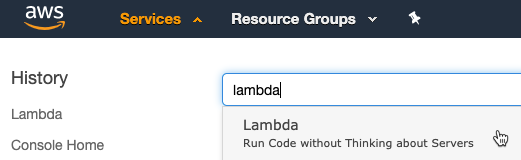 aws
Services Resource Groups
History
Lambda
Console Home
lambda
Lambda
Run Code without Thinking about Servers